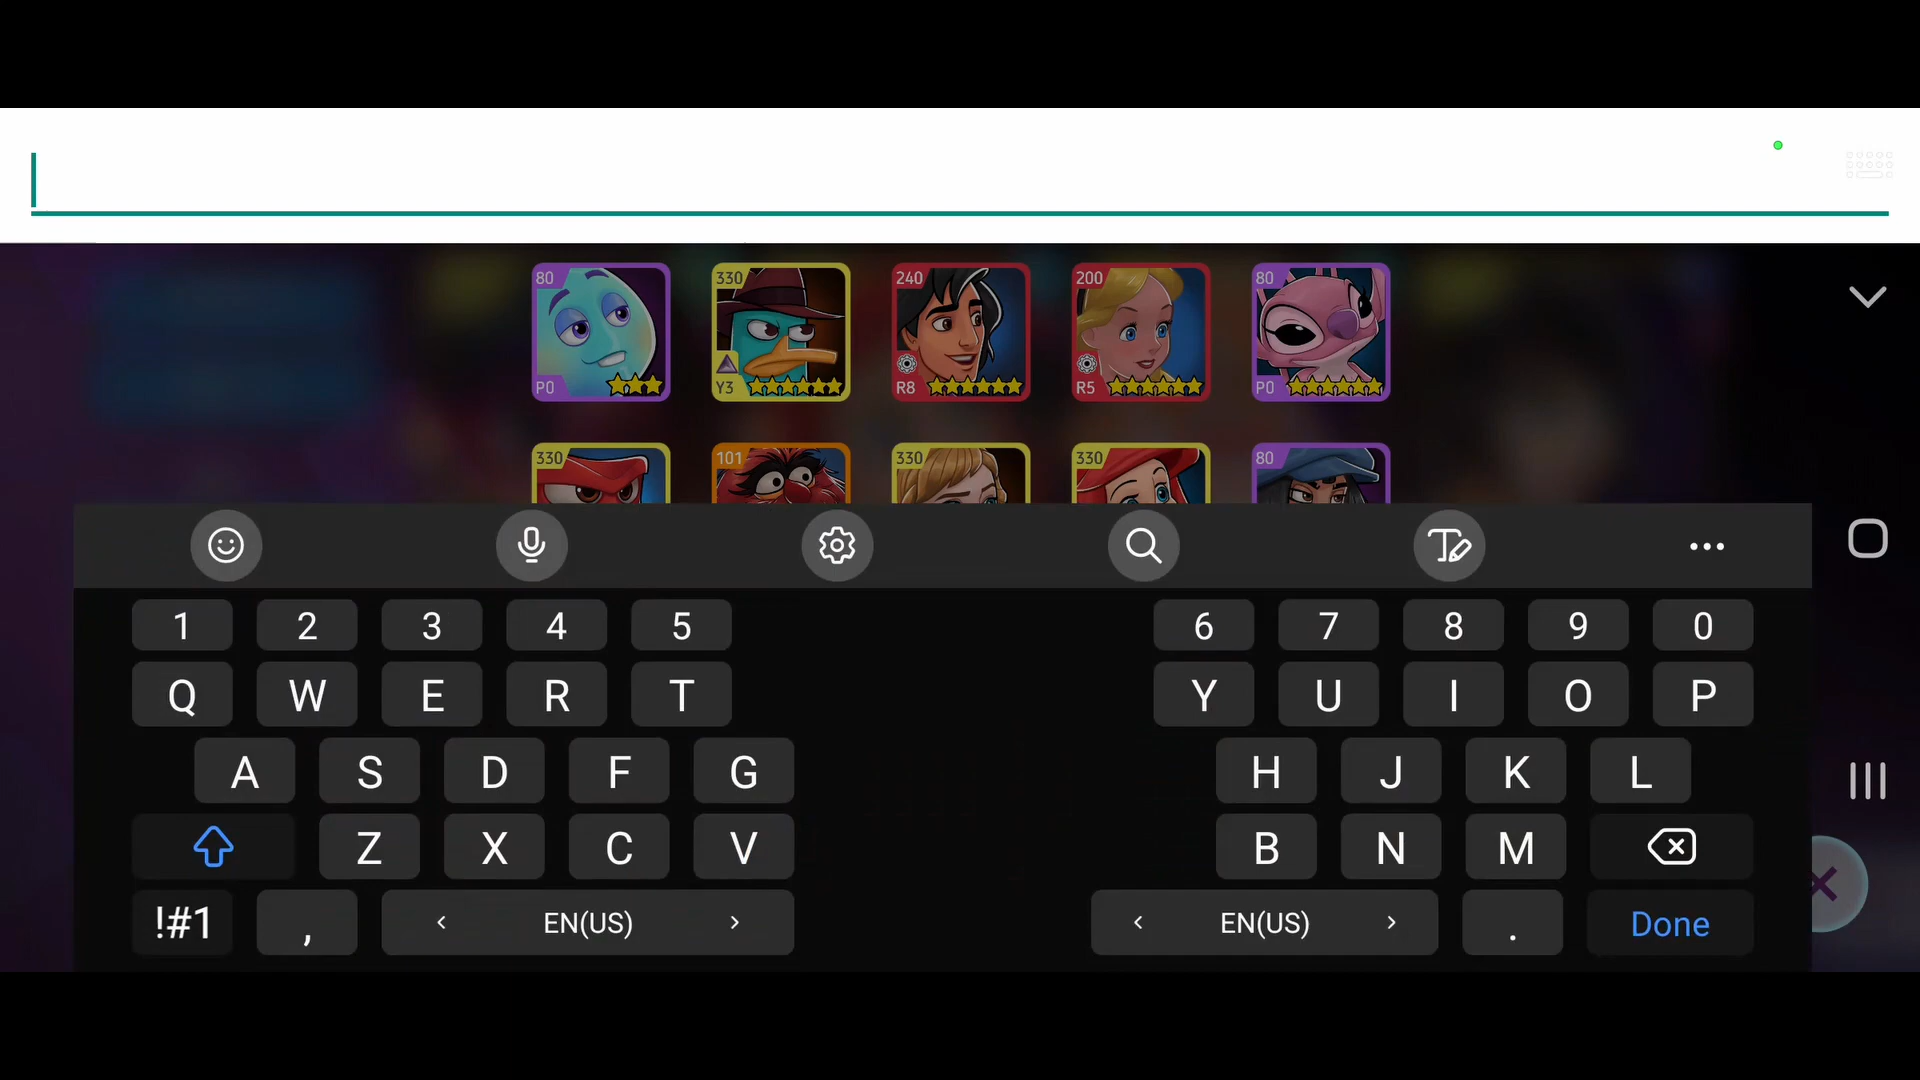 80 330 240 200 80
P0 Y3 R8 R5 P0
330 101 330 330 80
1 2 3 4 5 6 7 8 9 0
Q W E R T Y U I O P
A S D F G H J K L
Z X C V B N M
!#1 , < EN(US) > < EN(US) > . Done